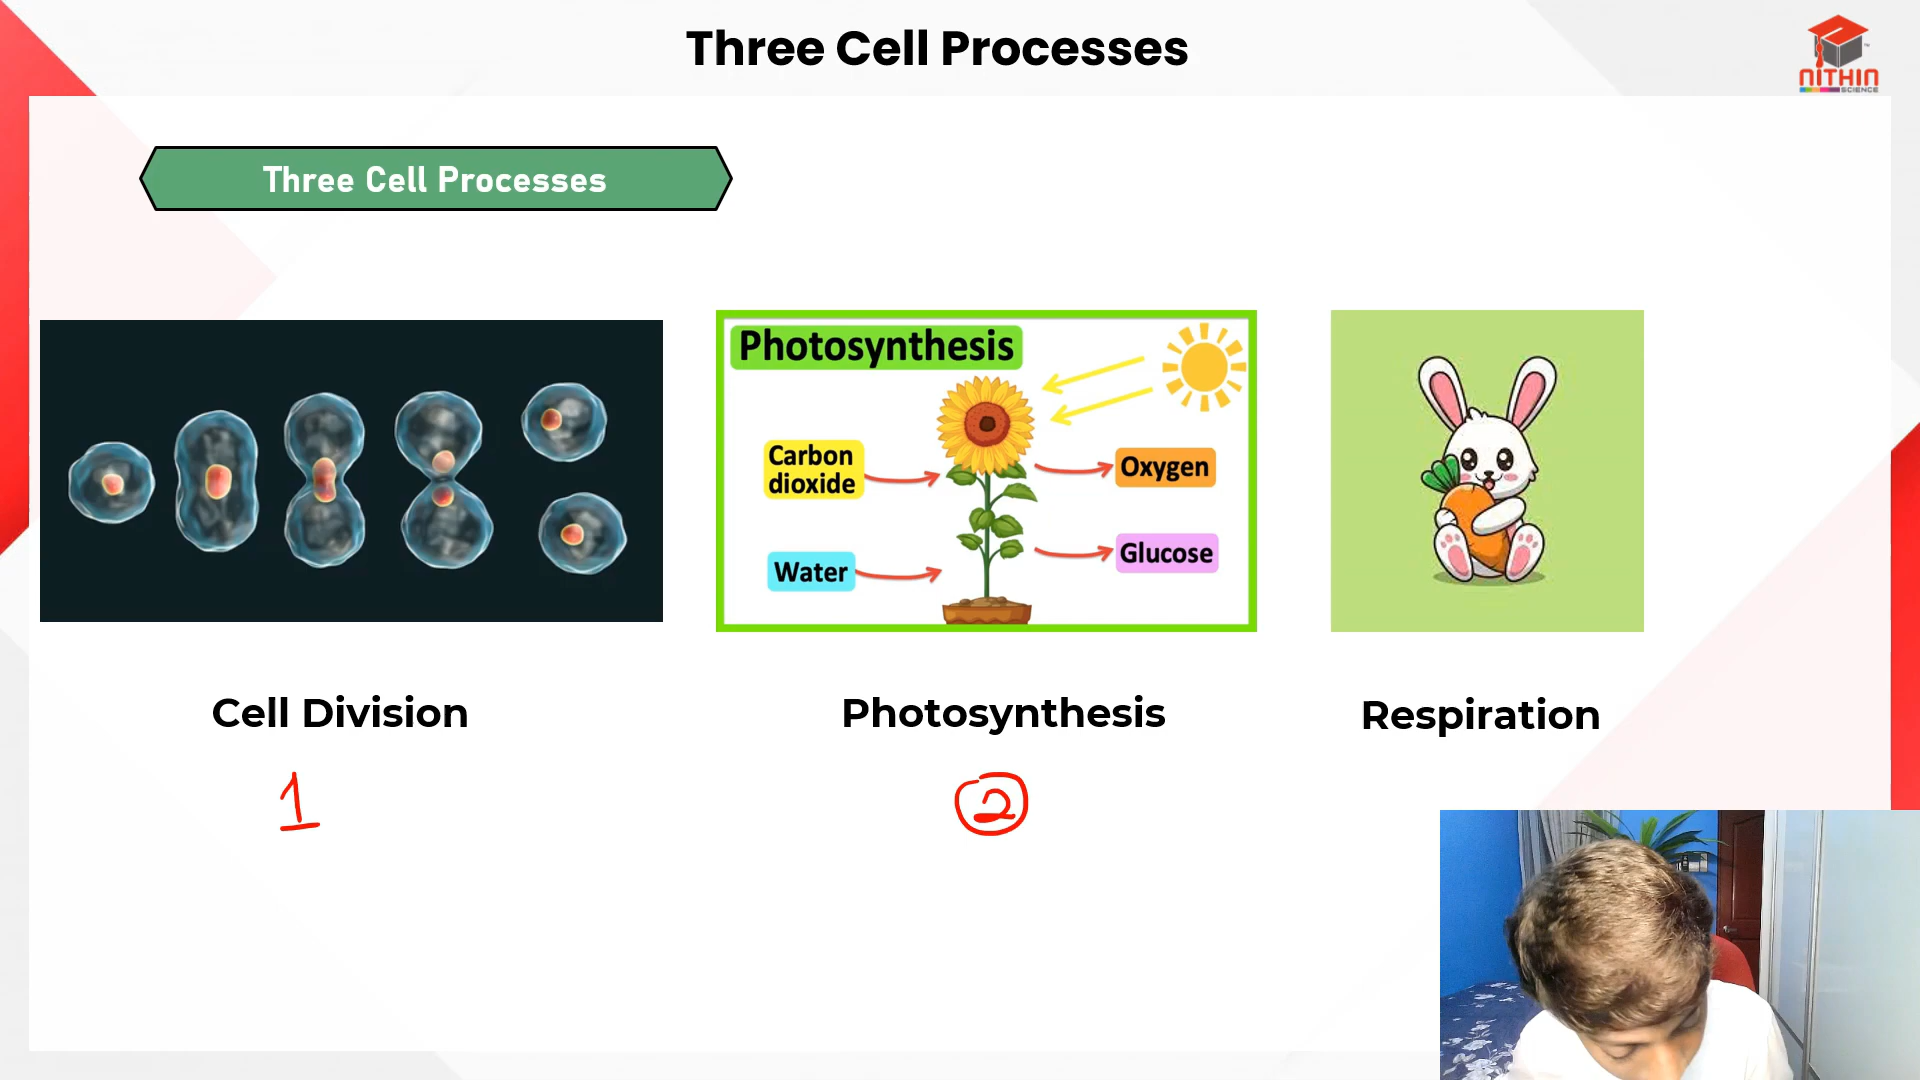 Three Cell Processes
NITHIN
SCIENCE
Three Cell Processes
Photosynthesis
Carbon
dioxide
Oxygen
Water
Glucose
Cell Division
Photosynthesis
Respiration
1
2